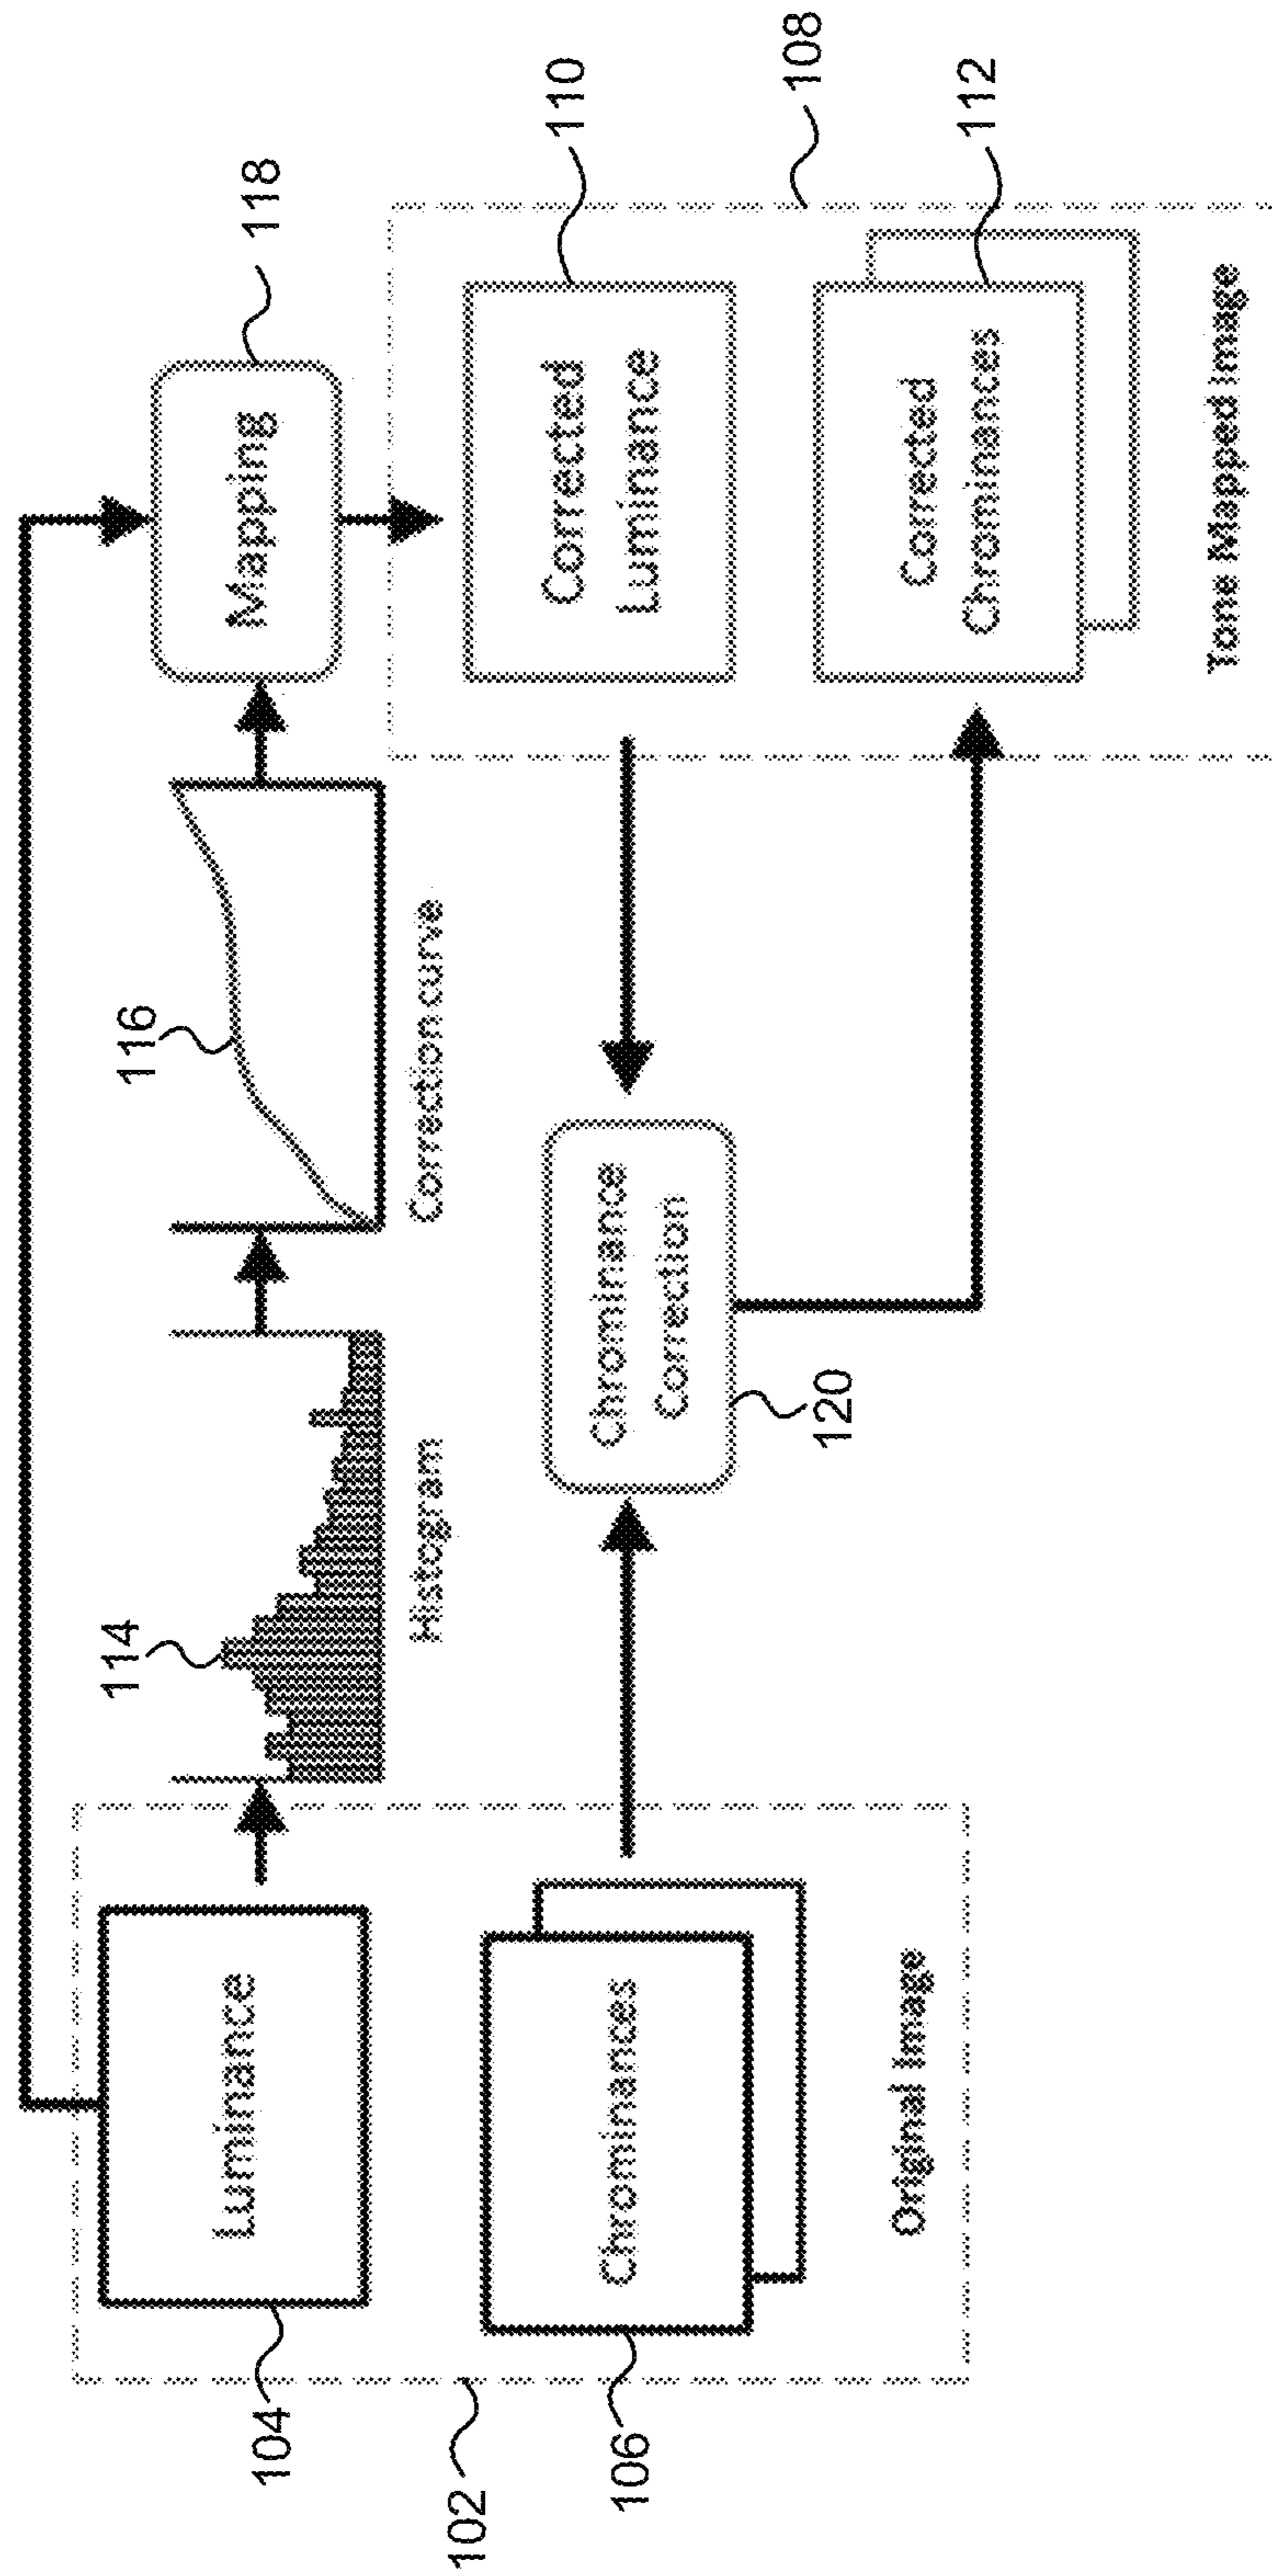 102
104
Luminance
106
Chrominances
Original Image
114
Histogram
116
Correction curve
118
Mapping
120
Chrominance
Correction
108
110
Corrected
Luminance
112
Corrected
Chrominances
Tone Mapped Image